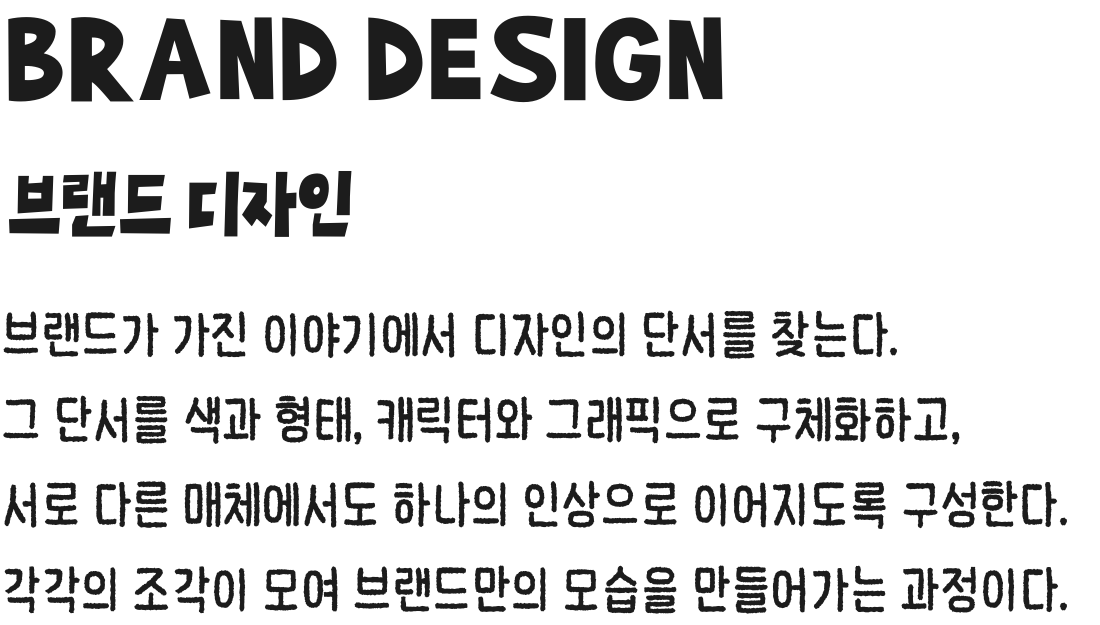 BRAND DESIGN
브랜드 디자인
브랜드가 가진 이야기에서 디자인의 단서를 찾는다.
그 단서를 색과 형태, 캐릭터와 그래픽으로 구체화하고,
서로 다른 매체에서도 하나의 인상으로 이어지도록 구성한다.
각각의 조각이 모여 브랜드만의 모습을 만들어가는 과정이다.